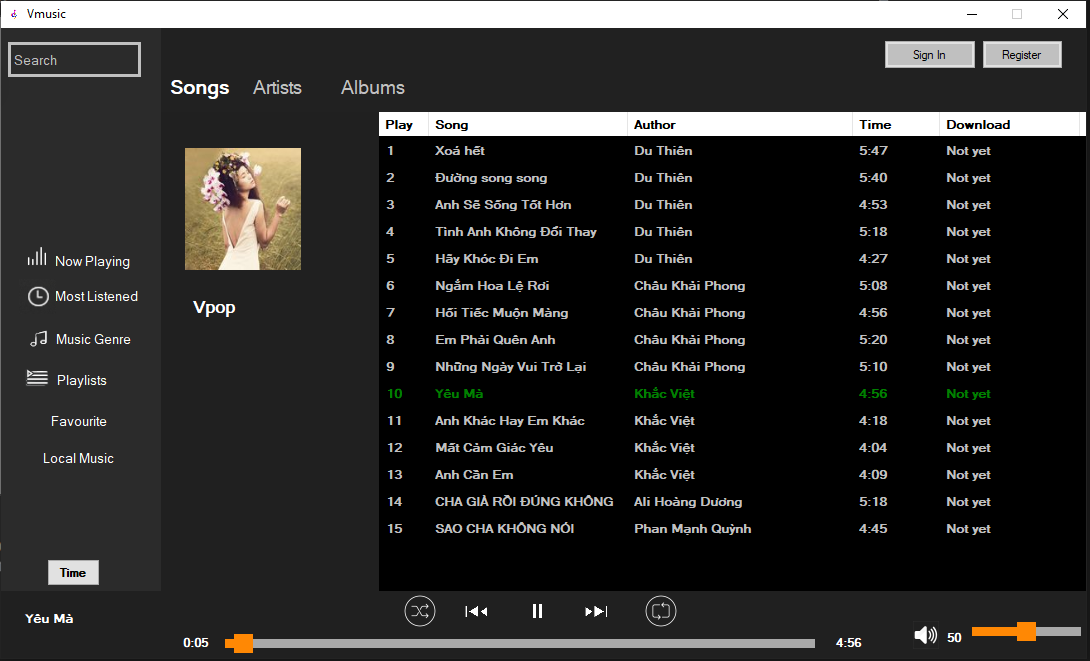 Vmusic
Search
Sign In Register
Songs Artists Albums
Play Song Author Time Download
1 Xoá hết Du Thiên 5:47 Not yet
2 Đường song song Du Thiên 5:40 Not yet
3 Anh Sẽ Sống Tốt Hơn Du Thiên 4:53 Not yet
4 Tình Anh Không Đổi Thay Du Thiên 5:18 Not yet
5 Hãy Khóc Đi Em Du Thiên 4:27 Not yet
6 Ngắm Hoa Lệ Rơi Châu Khải Phong 5:08 Not yet
7 Hối Tiếc Muộn Màng Châu Khải Phong 4:56 Not yet
8 Em Phải Quên Anh Châu Khải Phong 5:20 Not yet
9 Những Ngày Vui Trở Lại Châu Khải Phong 5:10 Not yet
10 Yêu Mà Khắc Việt 4:56 Not yet
11 Anh Khác Hay Em Khác Khắc Việt 4:18 Not yet
12 Mất Cảm Giác Yêu Khắc Việt 4:04 Not yet
13 Anh Cần Em Khắc Việt 4:09 Not yet
14 CHA GIÀ RỒI ĐÚNG KHÔNG Ali Hoàng Dương 5:18 Not yet
15 SAO CHA KHÔNG NÓI Phan Mạnh Quỳnh 4:45 Not yet
Vpop
Now Playing
Most Listened
Music Genre
Playlists
Favourite
Local Music
Time
Yêu Mà
0:05 4:56 50